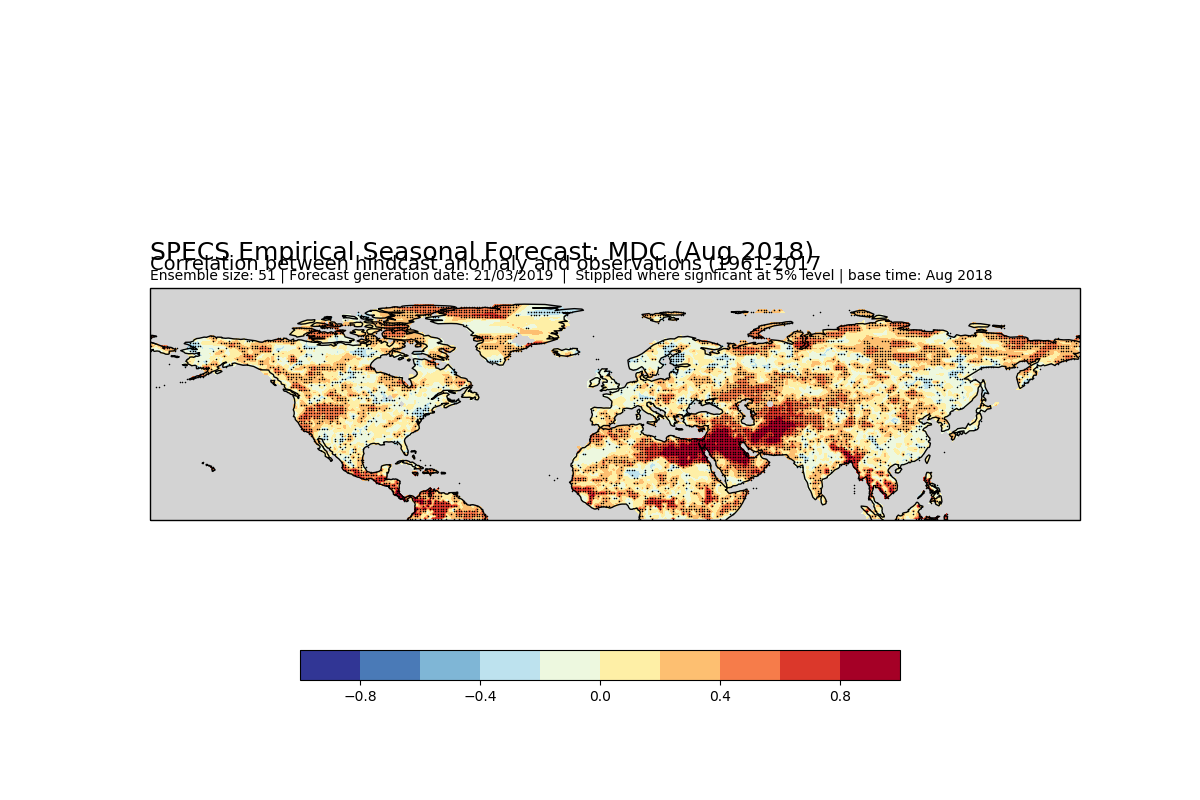 SPECS Empirical Seasonal Forecast: MDC (Aug 2018)
Correlation between hindcast anomaly and observations (1961-2017
Ensemble size: 51 | Forecast generation date: 21/03/2019 | Stippled where signficant at 5% level | base time: Aug 2018
−0.8 −0.4 0.0 0.4 0.8